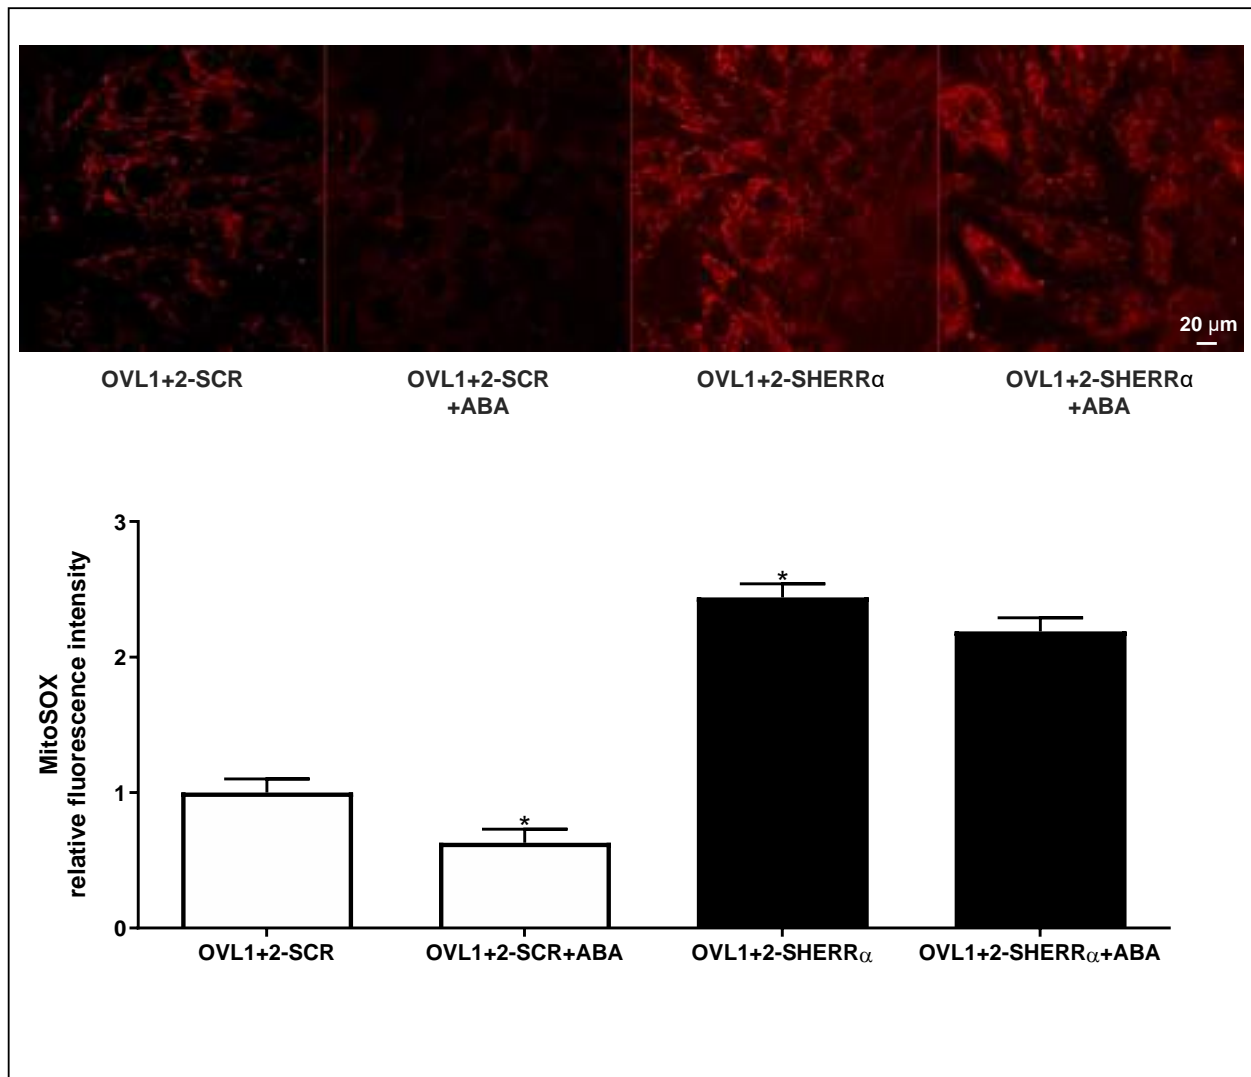 20 µm
OVL1+2-SCR
OVL1+2-SCR
+ABA
OVL1+2-SHERRα
OVL1+2-SHERRα
+ABA
MitoSOX
relative fluorescence intensity
3
2
1
0
*
*
OVL1+2-SCR
OVL1+2-SCR+ABA
OVL1+2-SHERRα
OVL1+2-SHERRα+ABA